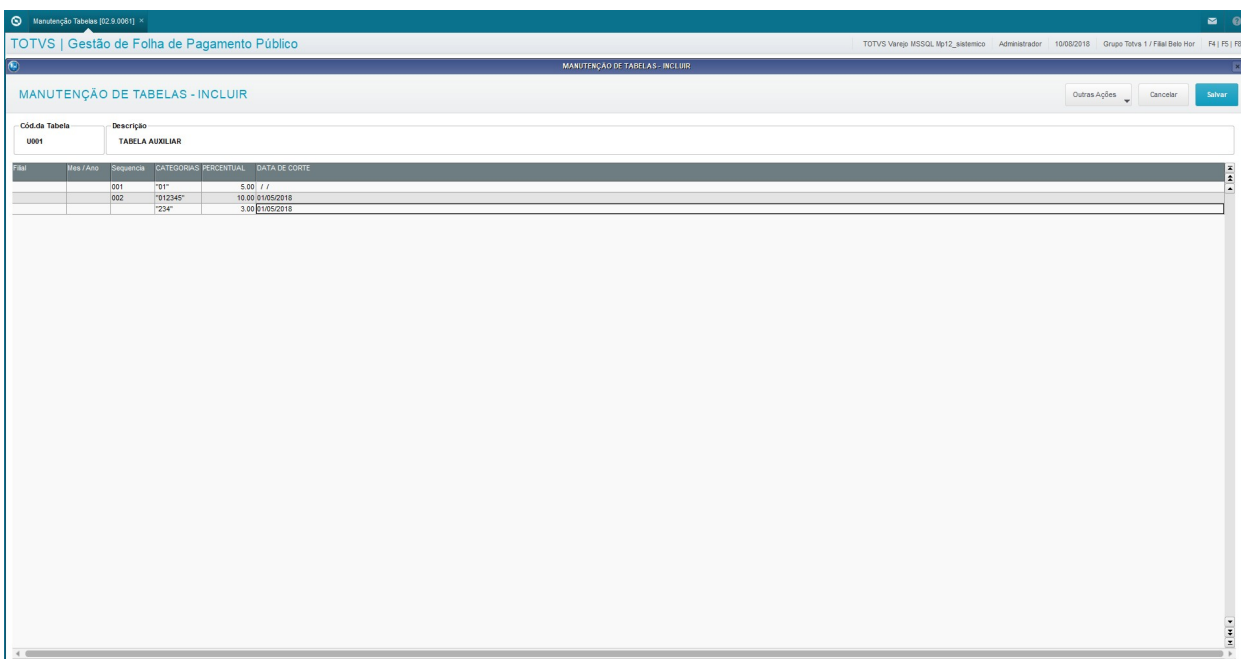 Manutenção Tabelas [02.9.0061] ×
TOTVS | Gestão de Folha de Pagamento Público TOTVS Varejo MSSQL Mp12_sistemico Administrador 10/08/2018 Grupo Totvs 1 / Filial Belo Hor F4 | F5 | F8
MANUTENÇÃO DE TABELAS - INCLUIR
MANUTENÇÃO DE TABELAS - INCLUIR Outras Ações Cancelar Salvar
Cód.da Tabela Descrição
U001 TABELA AUXILIAR
Filial Mes / Ano Sequencia CATEGORIAS PERCENTUAL DATA DE CORTE
001 "01" 5.00 / /
002 "012345" 10.00 01/05/2018
"234" 3.00 01/05/2018